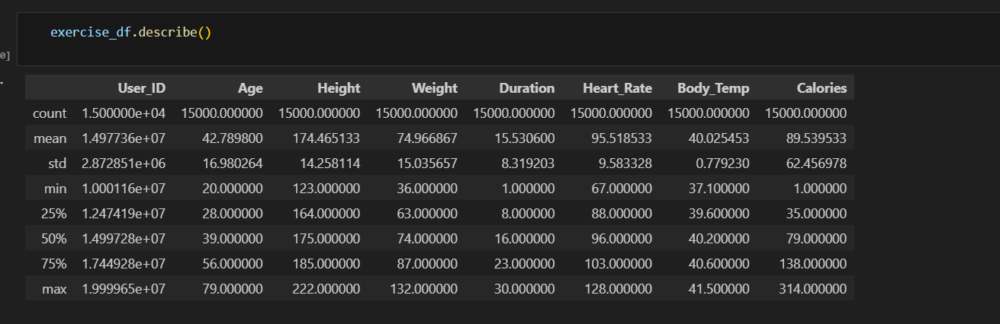 exercise_df.describe()
0]
.
User_ID Age Height Weight Duration Heart_Rate Body_Temp Calories
count 1.500000e+04 15000.000000 15000.000000 15000.000000 15000.000000 15000.000000 15000.000000 15000.000000
mean 1.497736e+07 42.789800 174.465133 74.966867 15.530600 95.518533 40.025453 89.539533
std 2.872851e+06 16.980264 14.258114 15.035657 8.319203 9.583328 0.779230 62.456978
min 1.000116e+07 20.000000 123.000000 36.000000 1.000000 67.000000 37.100000 1.000000
25% 1.247419e+07 28.000000 164.000000 63.000000 8.000000 88.000000 39.600000 35.000000
50% 1.499728e+07 39.000000 175.000000 74.000000 16.000000 96.000000 40.200000 79.000000
75% 1.744928e+07 56.000000 185.000000 87.000000 23.000000 103.000000 40.600000 138.000000
max 1.999965e+07 79.000000 222.000000 132.000000 30.000000 128.000000 41.500000 314.000000